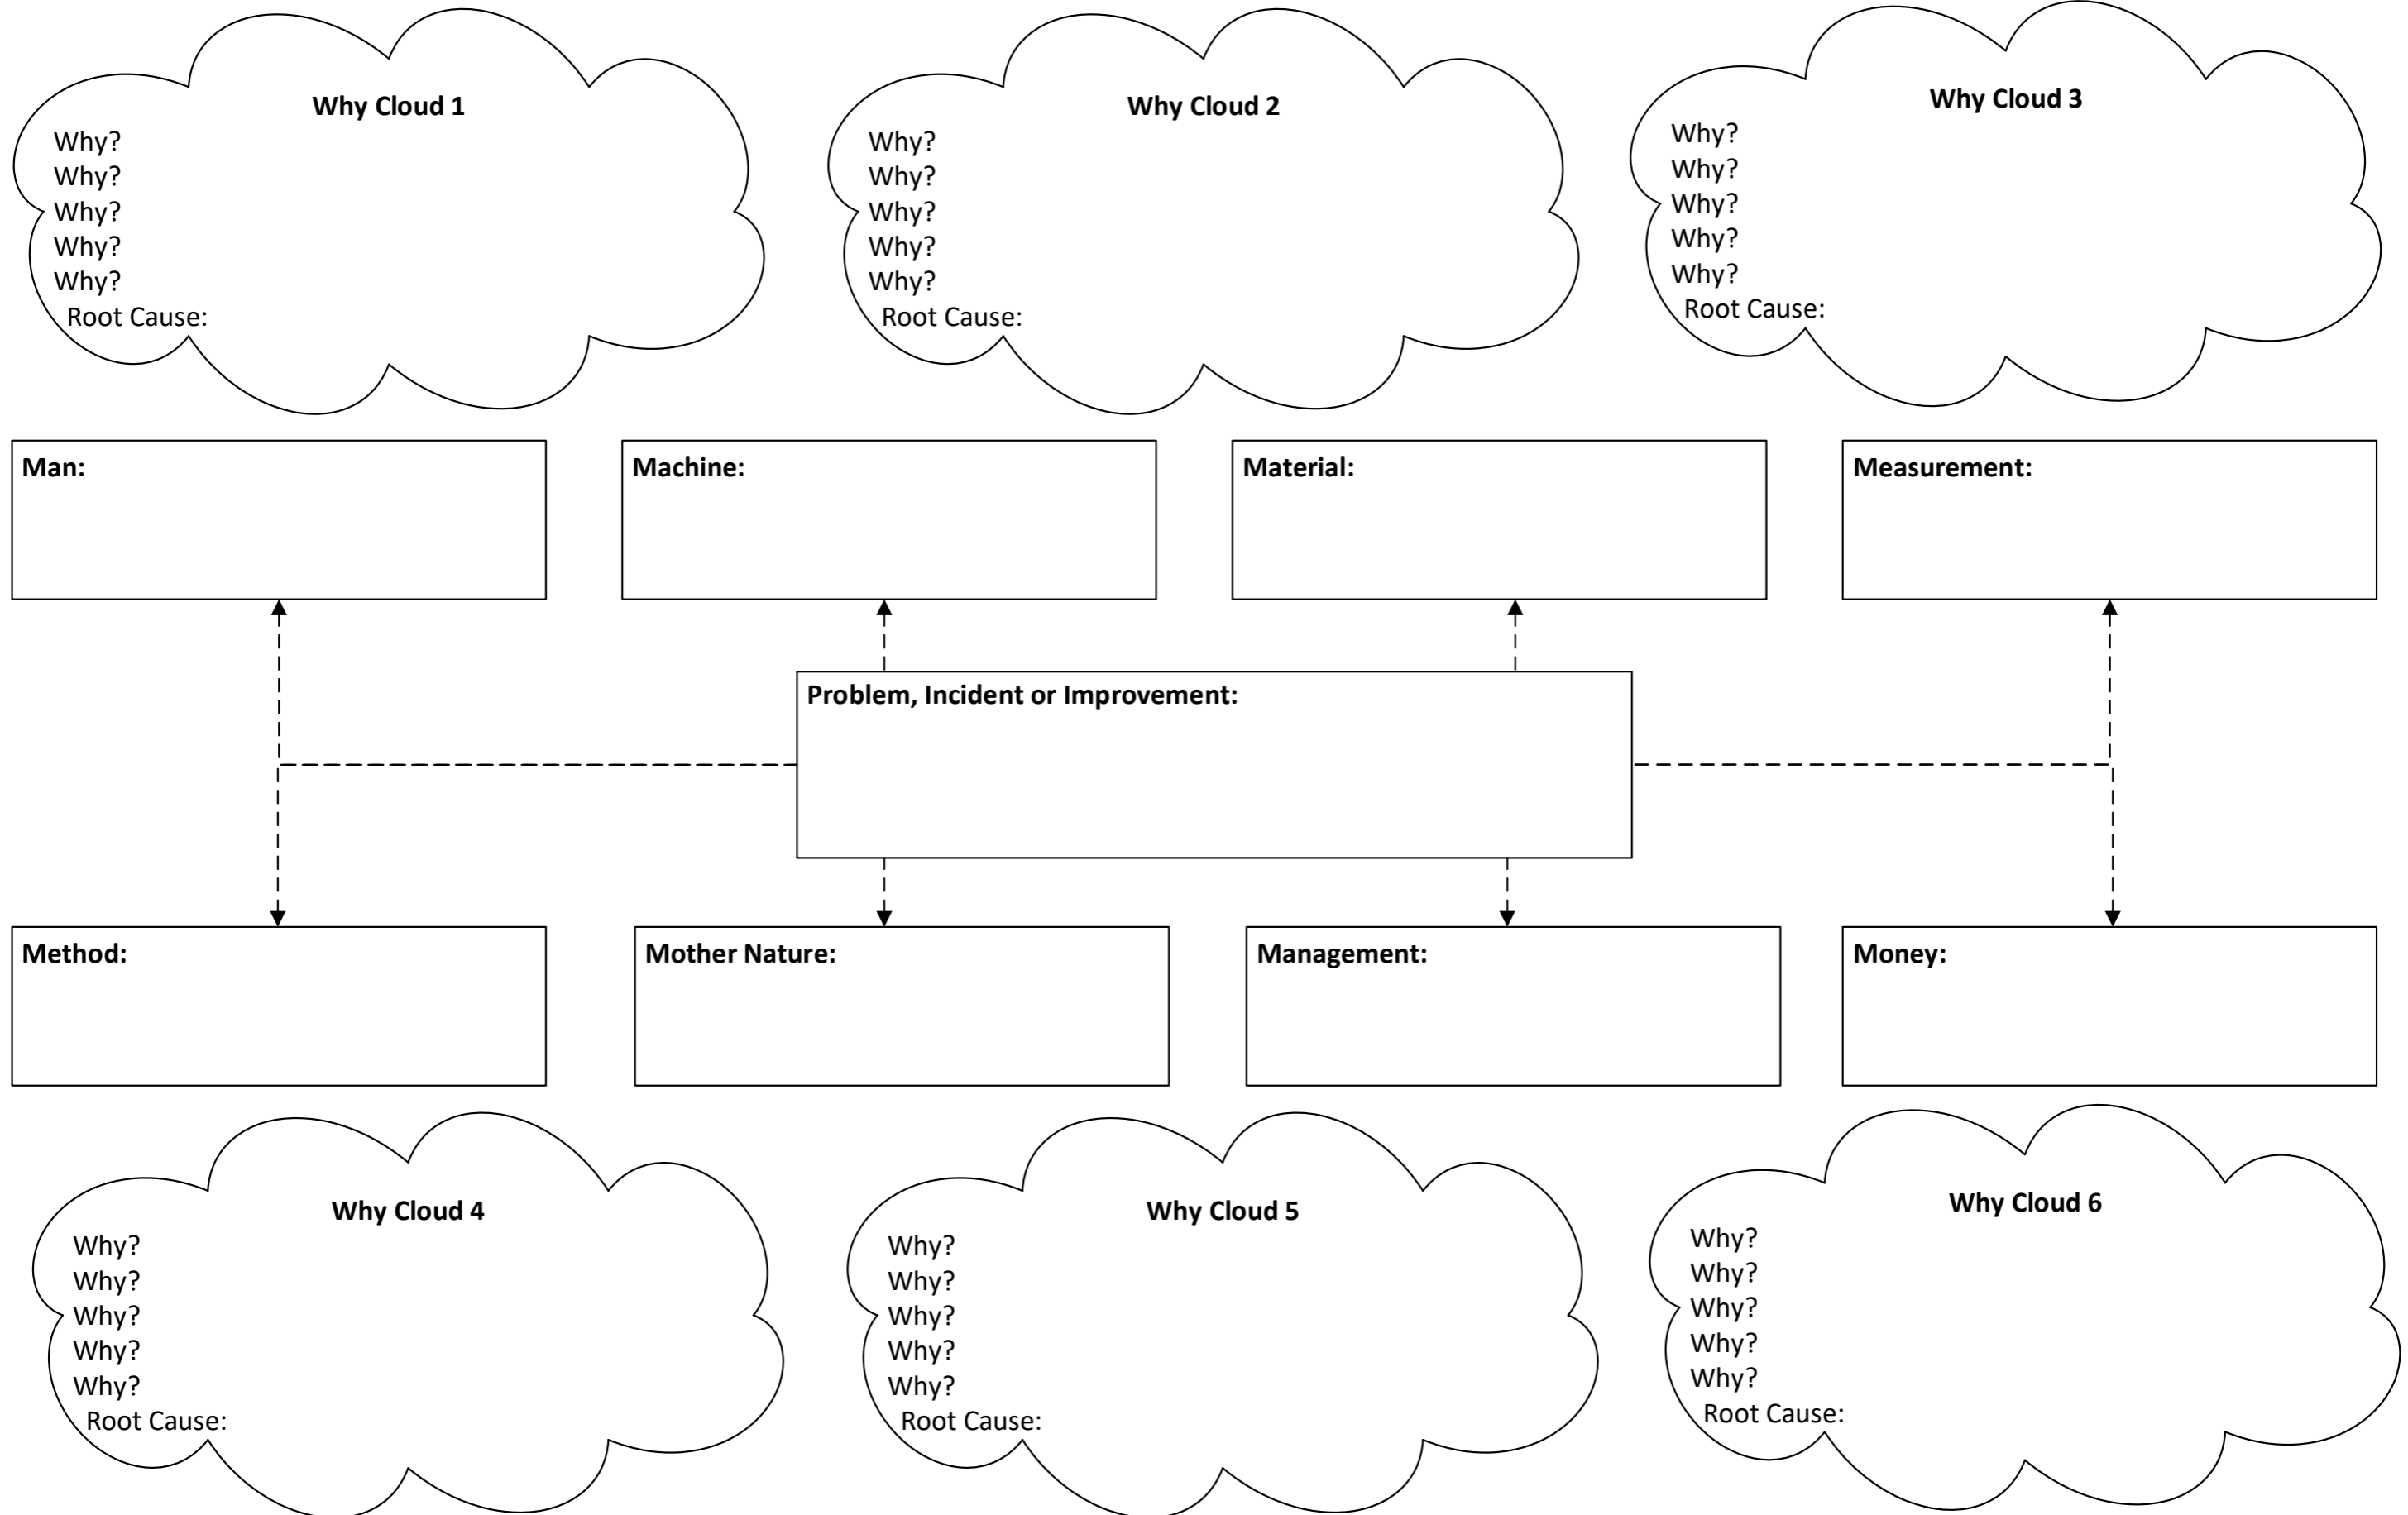 Why Cloud 1
Why?
Why?
Why?
Why?
Why?
Root Cause:
Why Cloud 2
Why?
Why?
Why?
Why?
Why?
Root Cause:
Why Cloud 3
Why?
Why?
Why?
Why?
Why?
Root Cause:
Man:
Machine:
Material:
Measurement:
Problem, Incident or Improvement:
Method:
Mother Nature:
Management:
Money:
Why Cloud 4
Why?
Why?
Why?
Why?
Why?
Root Cause:
Why Cloud 5
Why?
Why?
Why?
Why?
Why?
Root Cause:
Why Cloud 6
Why?
Why?
Why?
Why?
Why?
Root Cause: